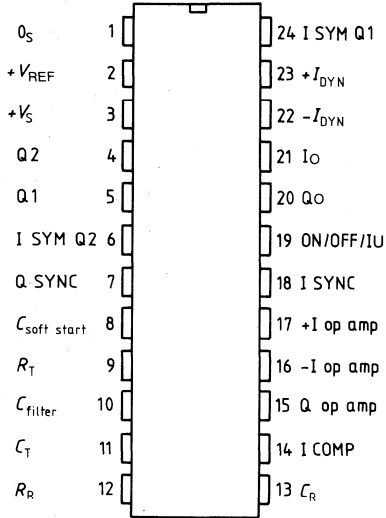 0S 1 24 I SYM Q1
+VREF 2 23 +IDYN
+VS 3 22 -IDYN
Q2 4 21 IO
Q1 5 20 QO
I SYM Q2 6 19 ON/OFF/IU
Q SYNC 7 18 I SYNC
Csoft start 8 17 +I op amp
RT 9 16 -I op amp
Cfilter 10 15 Q op amp
CT 11 14 I COMP
RR 12 13 CR